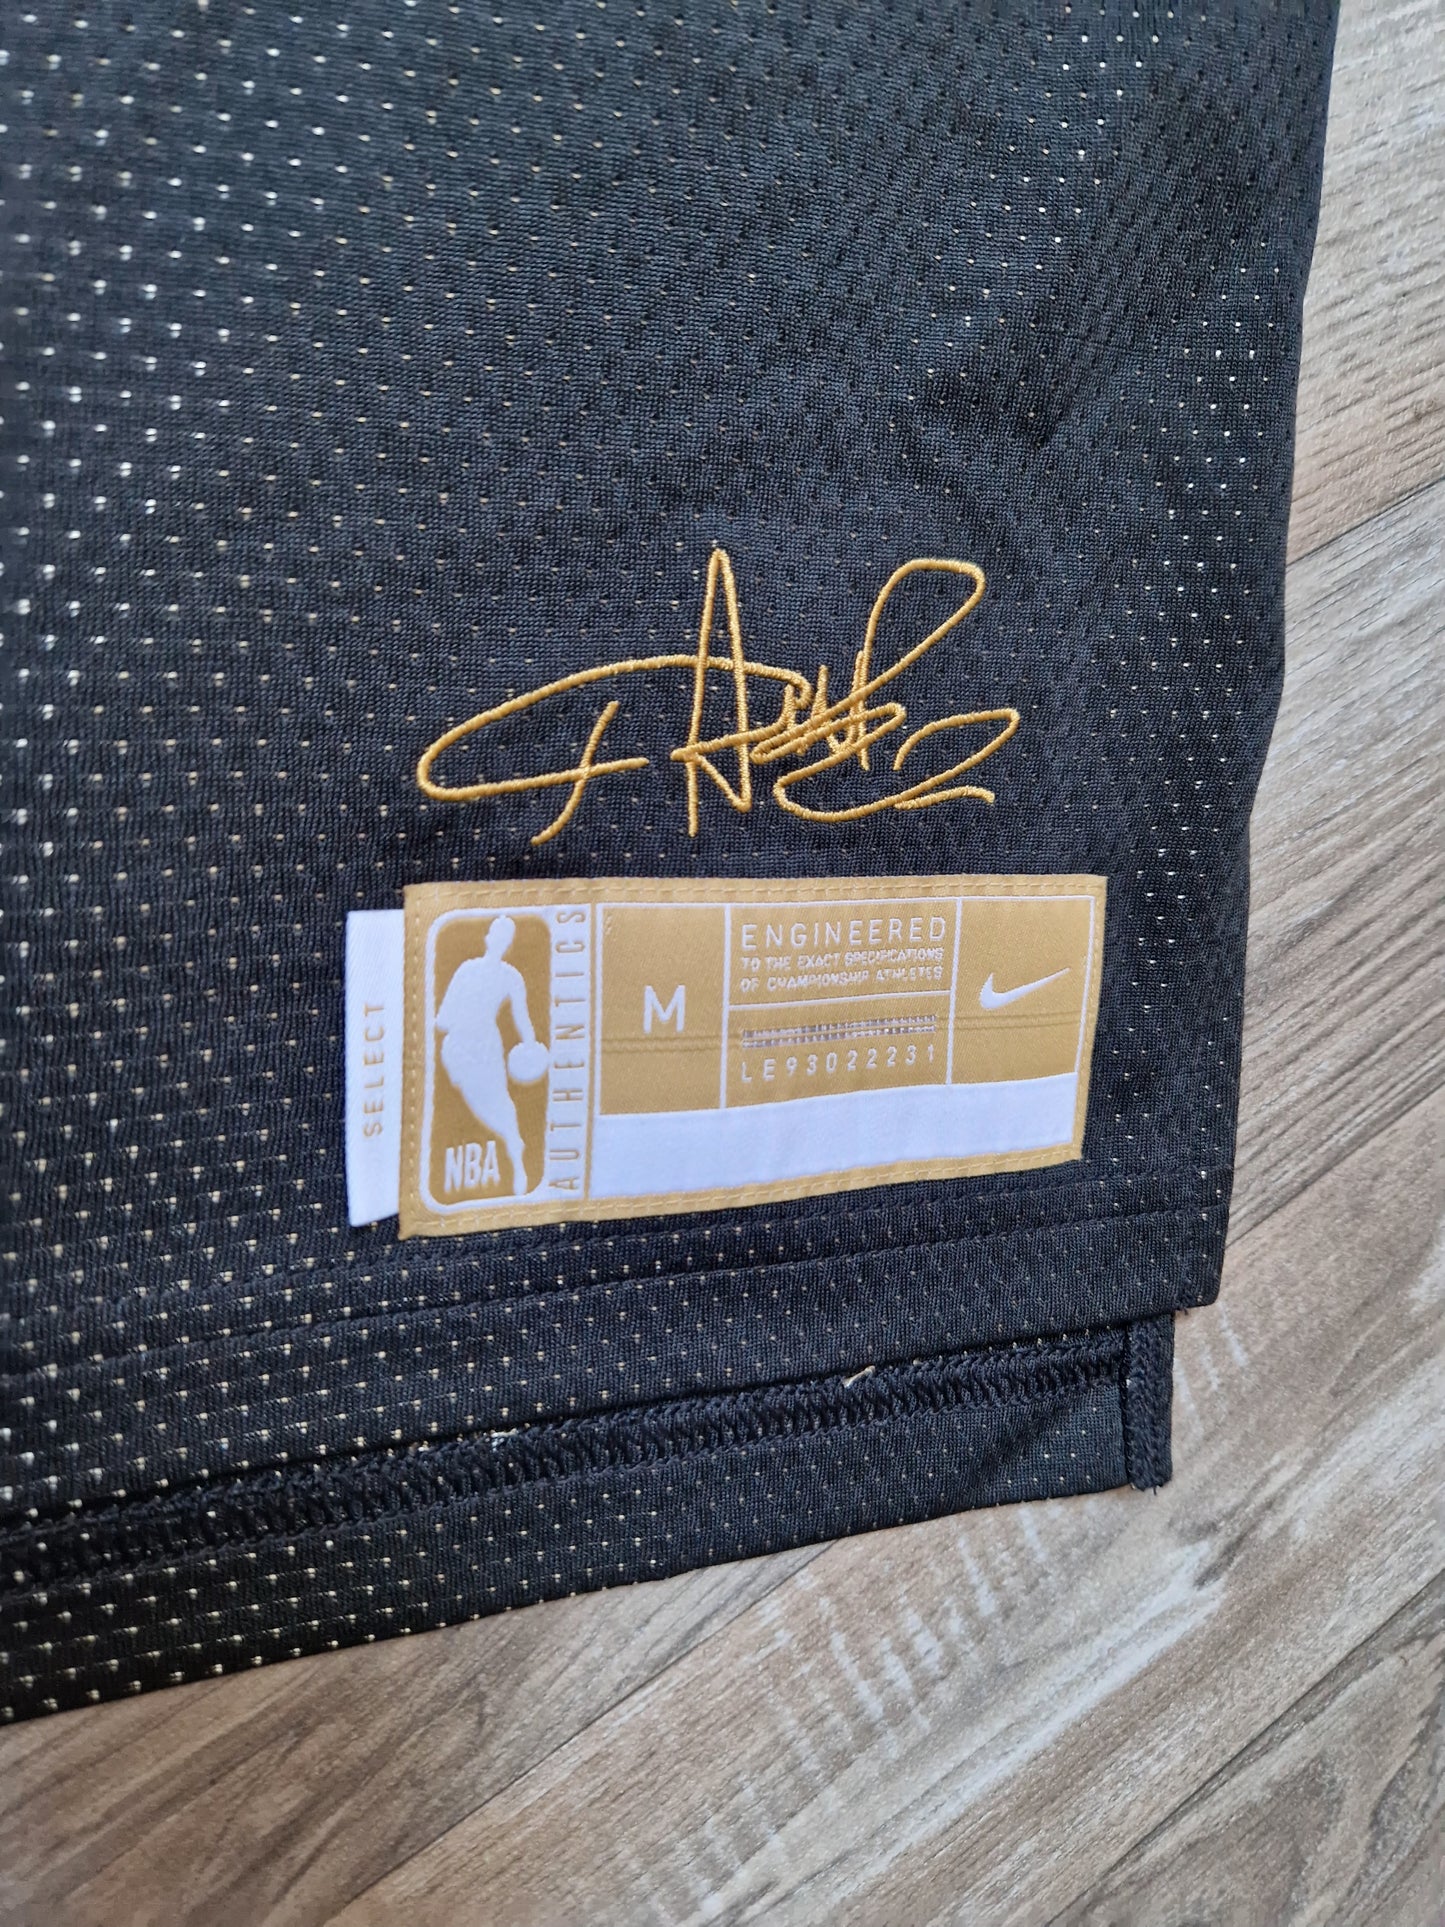 SELECT
NBA
AUTHENTICS
M
ENGINEERED
TO THE EXACT SPECIFICATIONS
OF CHAMPIONSHIP ATHLETES
LE93022231